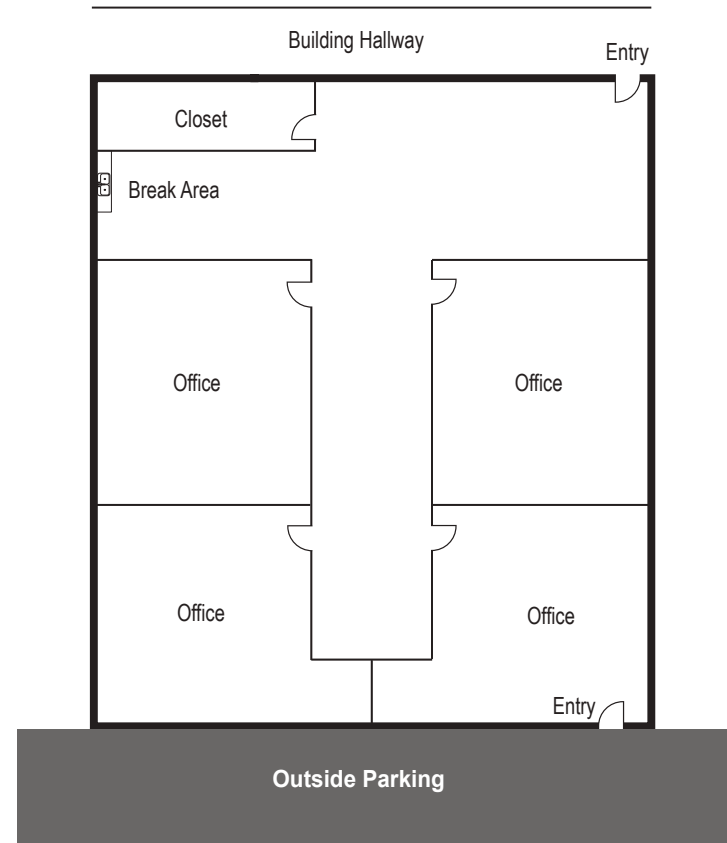 Building Hallway
Entry
Closet
Break Area
Office
Office
Office
Office
Entry
Outside Parking